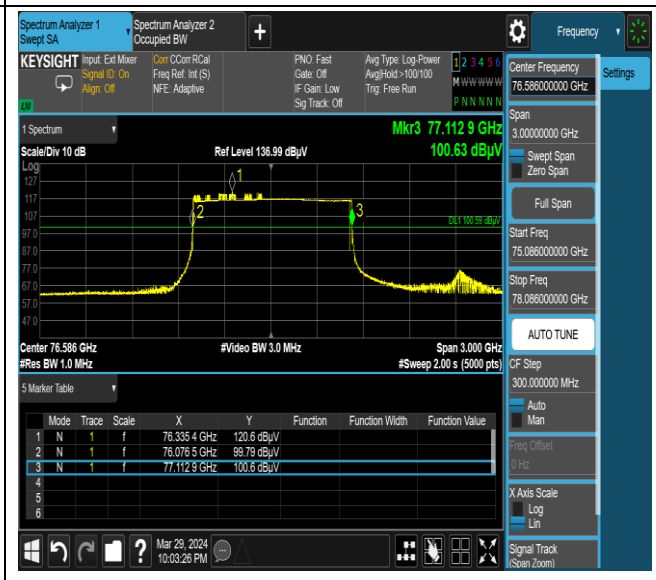 Spectrum Analyzer 1
Swept SA
Spectrum Analyzer 2
Occupied BW
+
Frequency
KEYSIGHT
Input: Ext Mixer
Signal ID: On
Align: Off
Corr CCorr RCal
Freq Ref: Int (S)
NFE: Adaptive
PNO: Fast
Gate: Off
IF Gain: Low
Sig Track: Off
Avg Type: Log-Power
Avg|Hold:>100/100
Trig: Free Run
1 2 3 4 5 6
M W W W W W
P N N N N N
LXI
1 Spectrum
Scale/Div 10 dB
Ref Level 136.99 dBµV
Mkr3 77.112 9 GHz
100.63 dBµV
Log
127
117
107
97.0
87.0
77.0
67.0
57.0
47.0
1
2
3
DL1 100.59 dBµV
Center 76.586 GHz
#Video BW 3.0 MHz
Span 3.000 GHz
#Res BW 1.0 MHz
#Sweep 2.00 s (5000 pts)
5 Marker Table
Mode Trace Scale X Y Function Function Width Function Value
1 N 1 f 76.335 4 GHz 120.6 dBµV
2 N 1 f 76.076 5 GHz 99.79 dBµV
3 N 1 f 77.112 9 GHz 100.6 dBµV
4
5
6
Mar 29, 2024
10:03:26 PM
Center Frequency
76.586000000 GHz
Settings
Span
3.00000000 GHz
Swept Span
Zero Span
Full Span
Start Freq
75.086000000 GHz
Stop Freq
78.086000000 GHz
AUTO TUNE
CF Step
300.000000 MHz
Auto
Man
Freq Offset
0 Hz
X Axis Scale
Log
Lin
Signal Track
(Span Zoom)